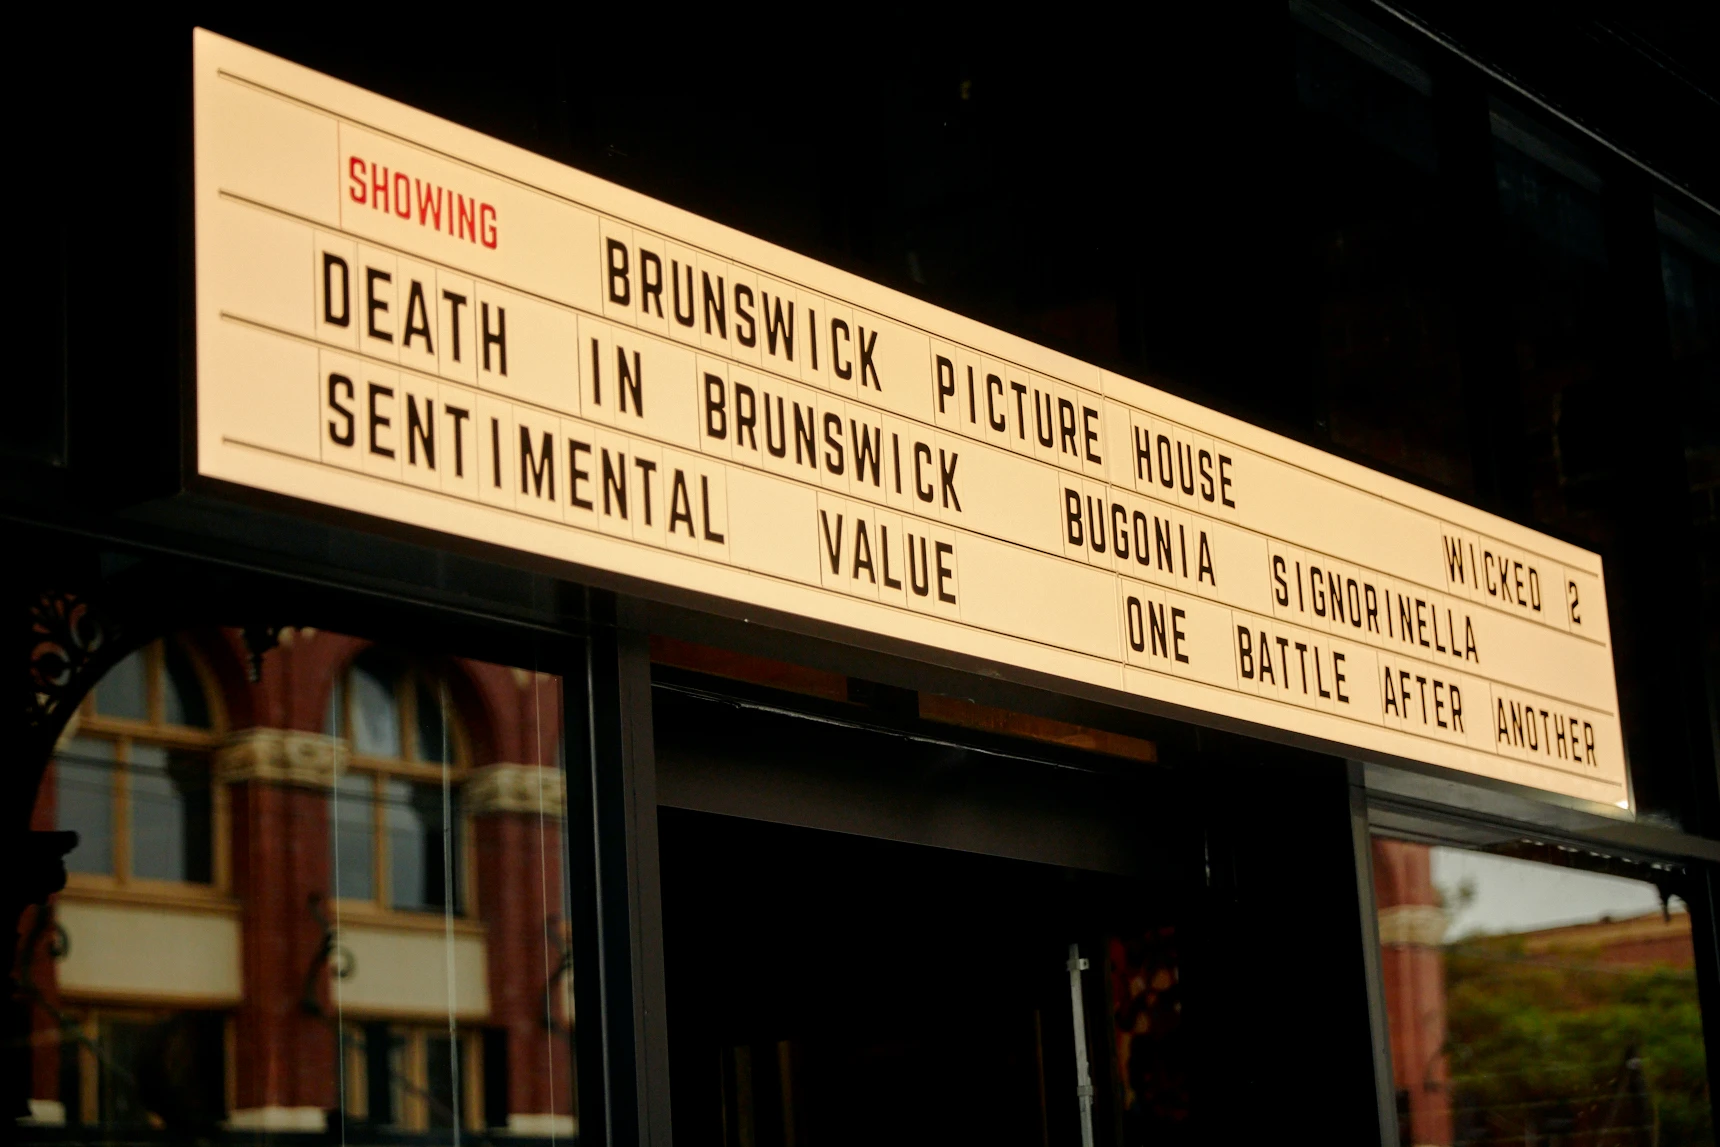 SHOWING BRUNSWICK PICTURE HOUSE WICKED 2
DEATH IN BRUNSWICK BUGONIA SIGNORINELLA
SENTIMENTAL VALUE ONE BATTLE AFTER ANOTHER